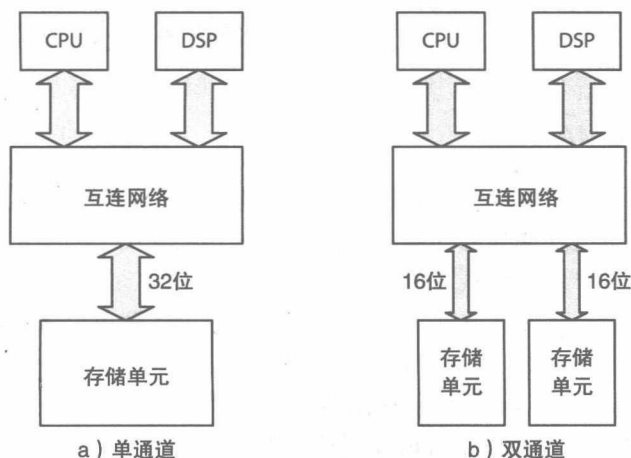 CPU
DSP
互连网络
32位
存储单元
a）单通道
CPU
DSP
互连网络
16位
16位
存储
单元
存储
单元
b）双通道